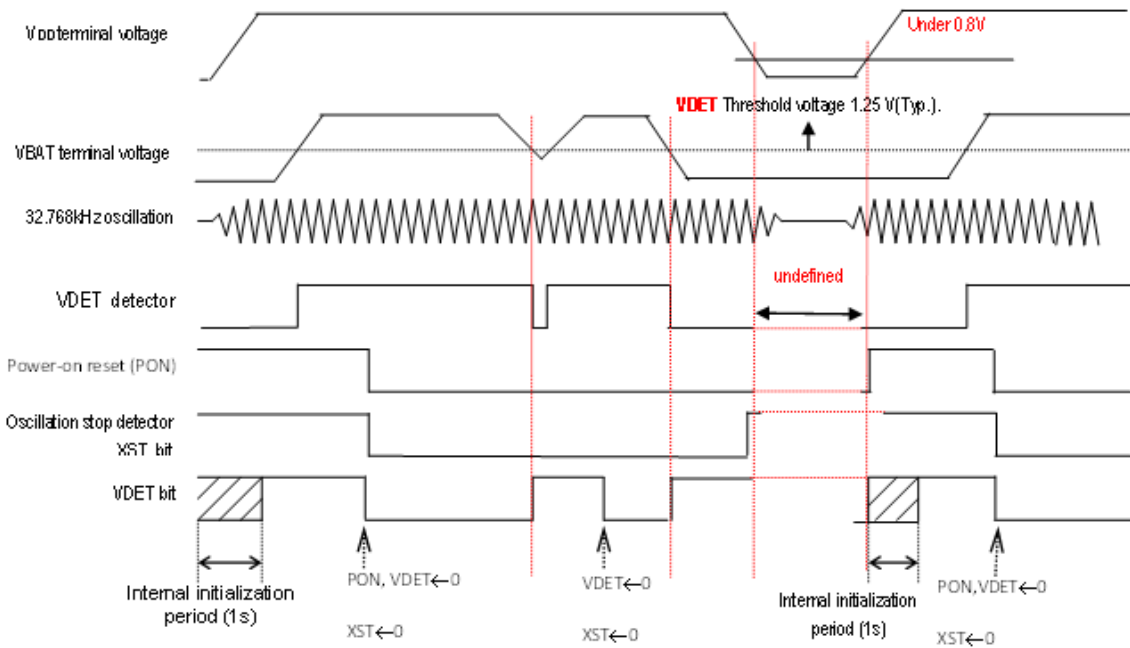 VDD terminal voltage
Under 0.8V
VDET Threshold voltage 1.25 V(Typ.).
VBAT terminal voltage
32.768kHz oscillation
undefined
VDET detector
Power-on reset (PON)
Oscillation stop detector
XST bit
VDET bit
Internal initialization
period (1s)
PON, VDET←0
XST←0
VDET←0
XST←0
Internal initialization
period (1s)
PON,VDET←0
XST←0